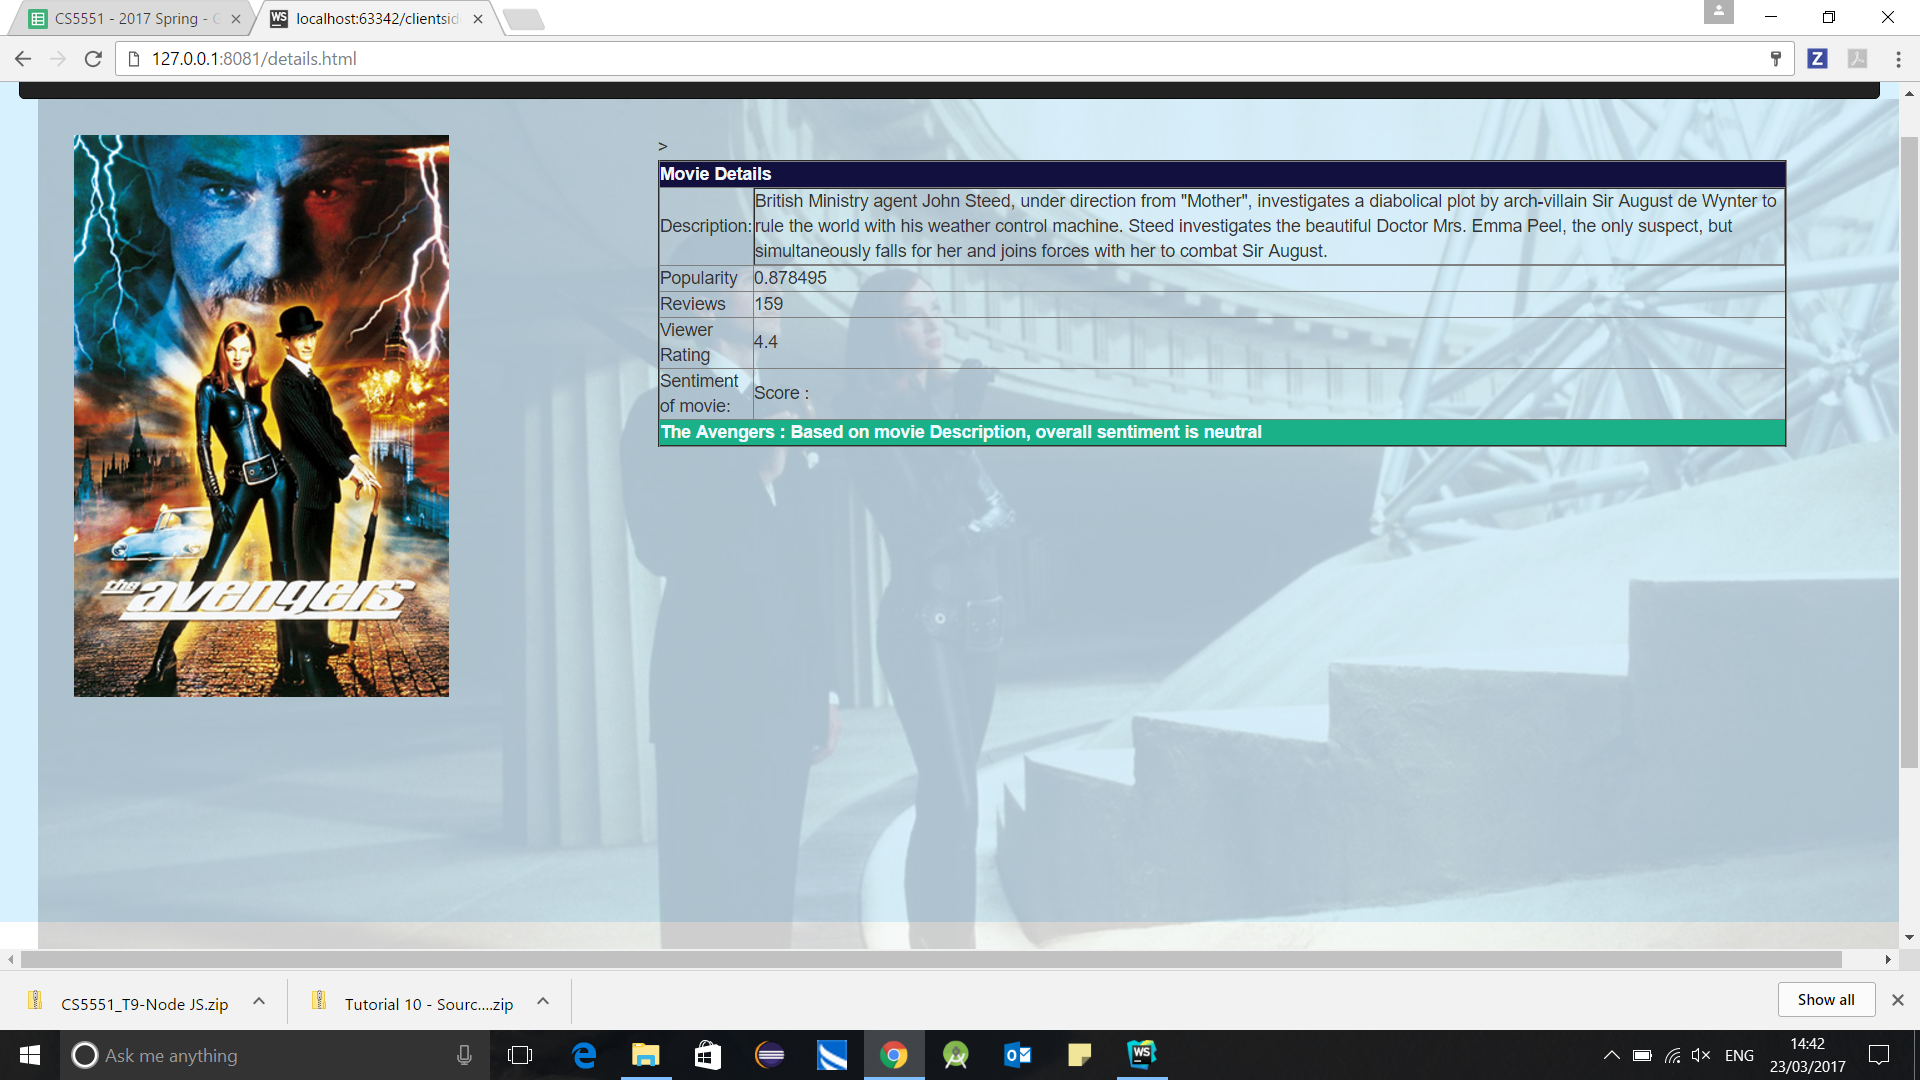 CS5551 - 2017 Spring - G
localhost:63342/clientsid
127.0.0.1:8081/details.html
>
Movie Details
Description:
British Ministry agent John Steed, under direction from "Mother", investigates a diabolical plot by arch-villain Sir August de Wynter to
rule the world with his weather control machine. Steed investigates the beautiful Doctor Mrs. Emma Peel, the only suspect, but
simultaneously falls for her and joins forces with her to combat Sir August.
Popularity 0.878495
Reviews 159
Viewer
Rating
4.4
Sentiment
of movie:
Score :
The Avengers : Based on movie Description, overall sentiment is neutral
the avengers
CS5551_T9-Node JS.zip
Tutorial 10 - Sourc....zip
Show all
Ask me anything
ENG
14:42
23/03/2017